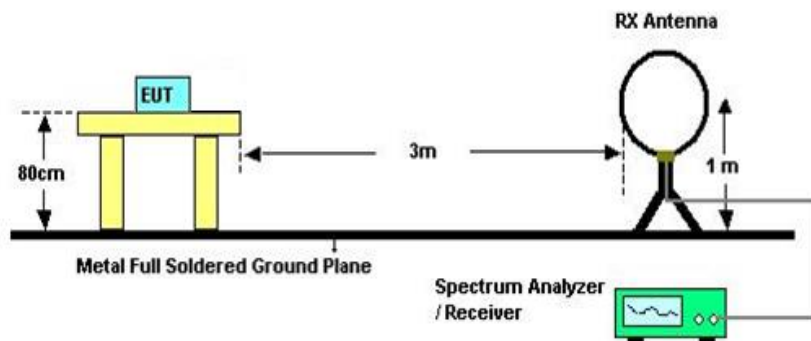 RX Antenna
EUT
3m
80cm
1 m
Metal Full Soldered Ground Plane
Spectrum Analyzer
/ Receiver